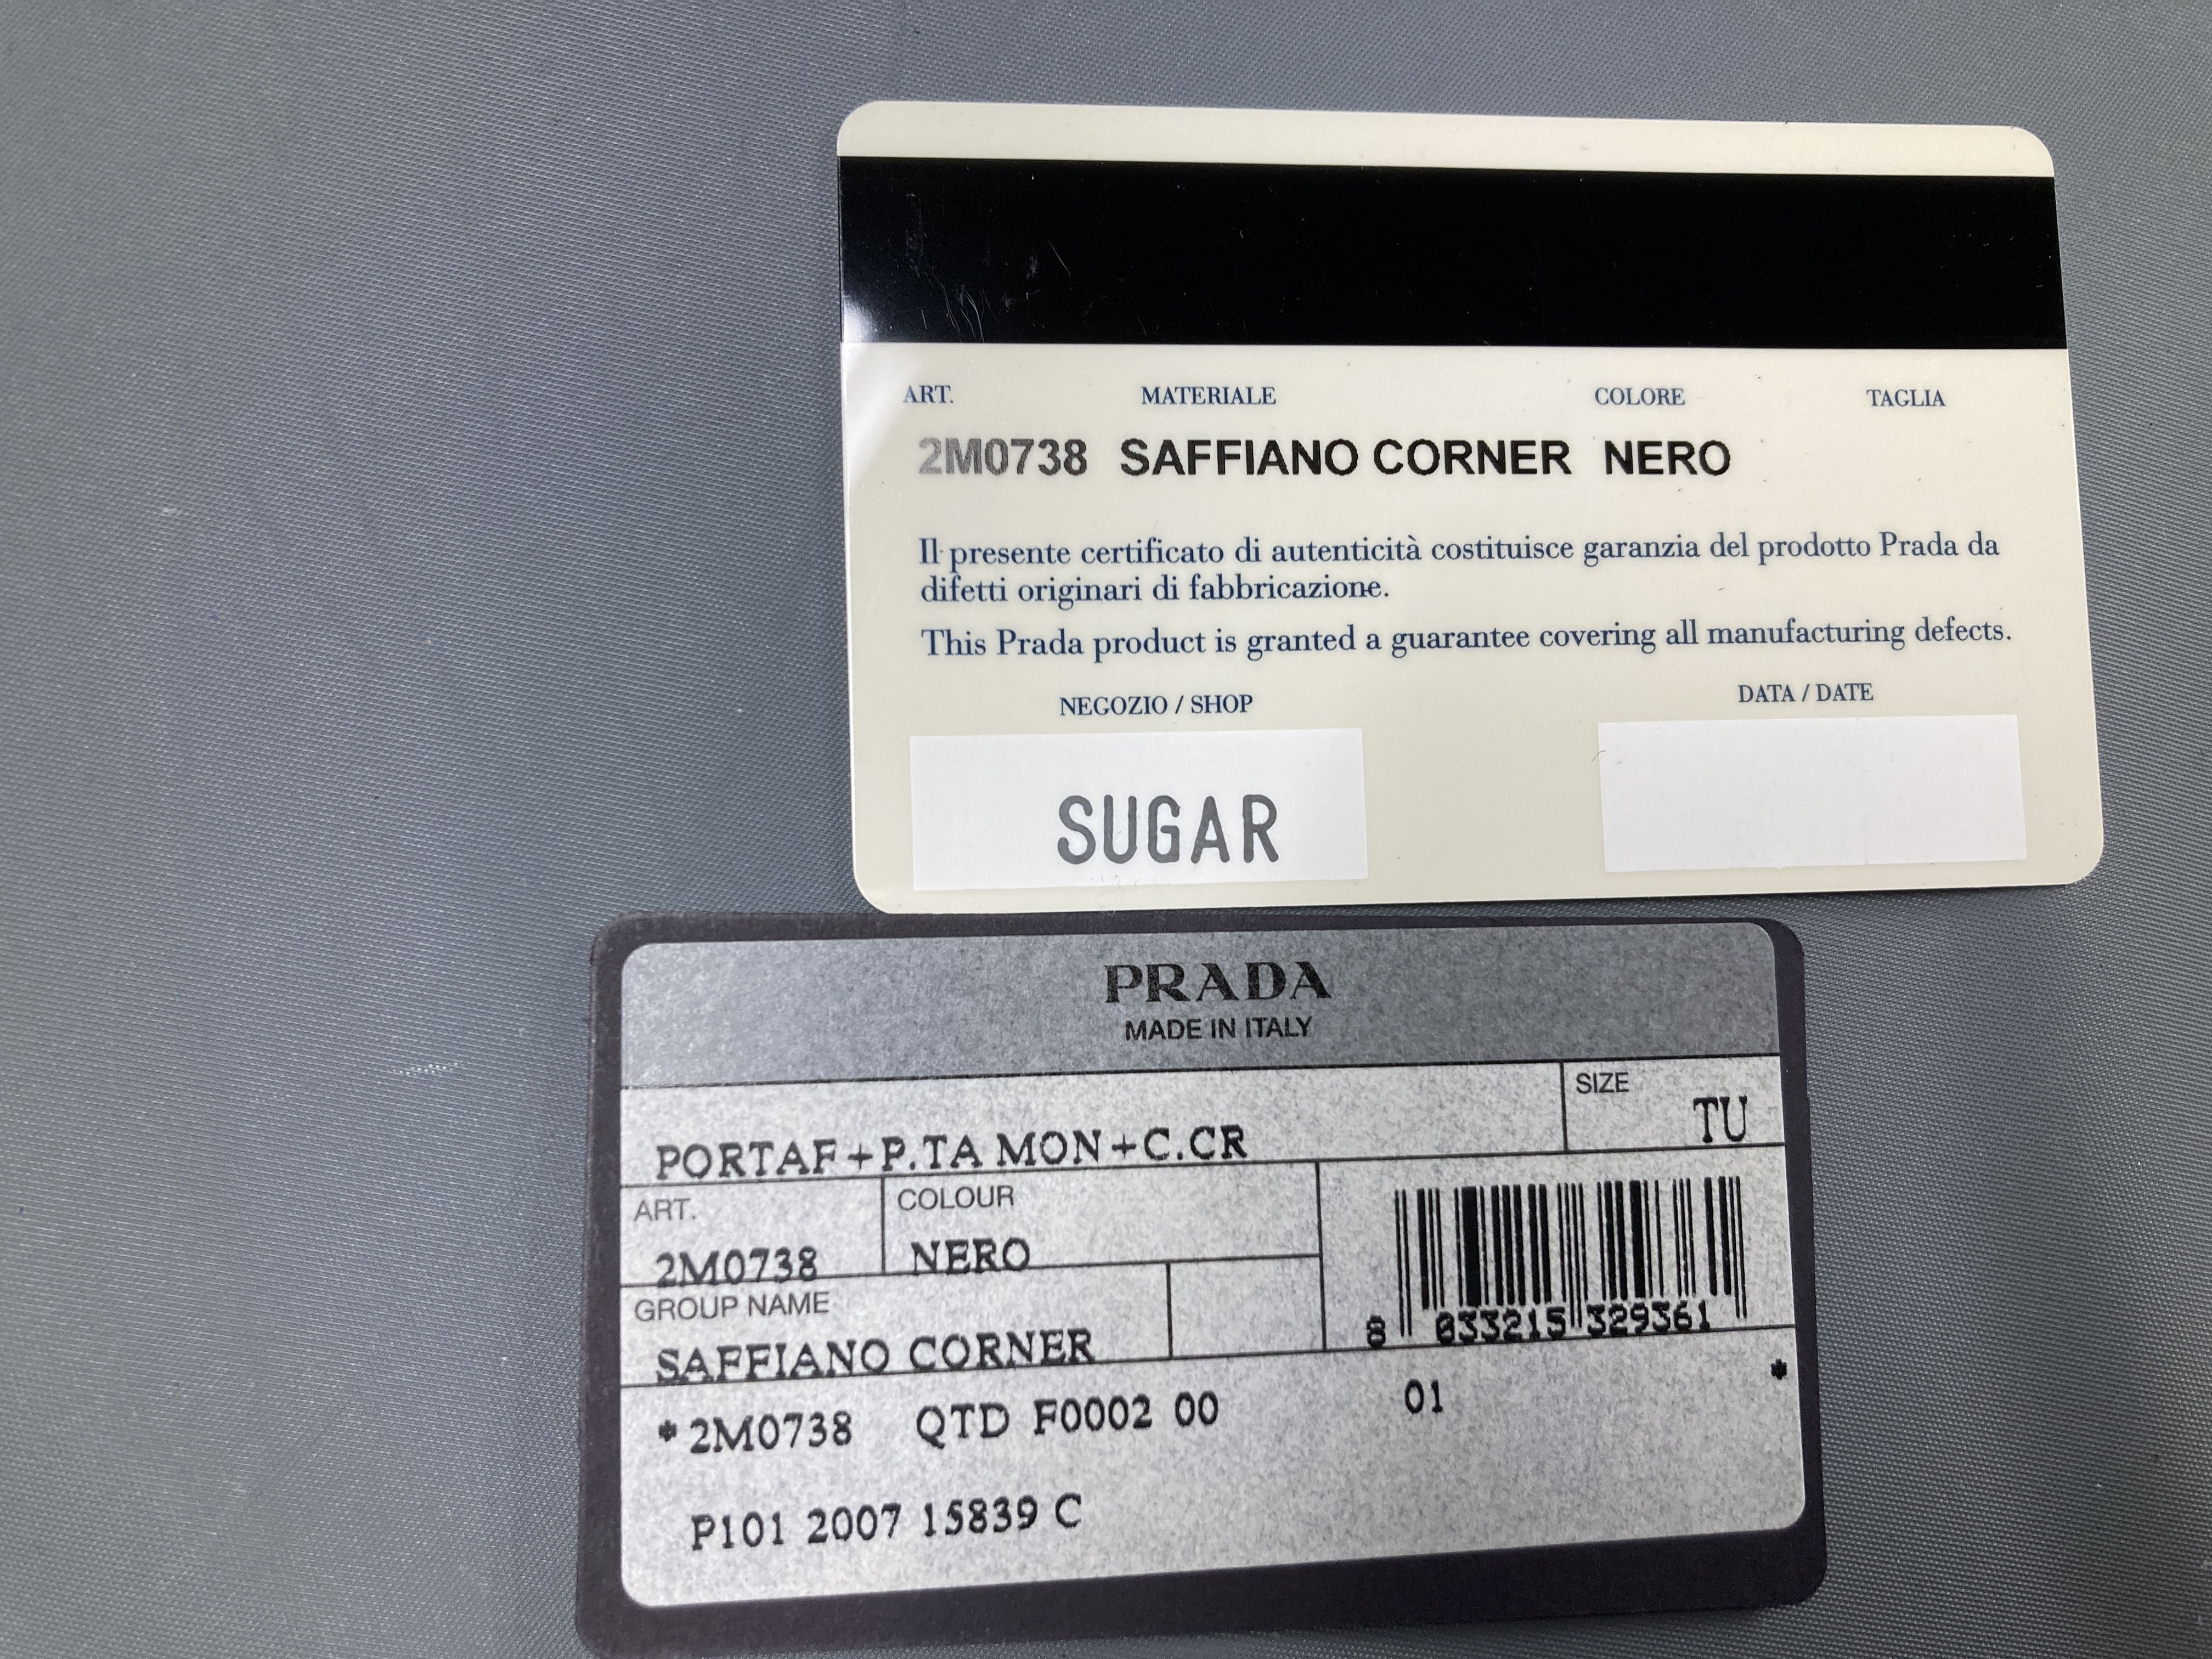 ART. MATERIALE COLORE TAGLIA
2M0738 SAFFIANO CORNER NERO
Il presente certificato di autenticità costituisce garanzia del prodotto Prada da
difetti originari di fabbricazione.
This Prada product is granted a guarantee covering all manufacturing defects.
NEGOZIO / SHOP DATA / DATE
SUGAR
PRADA
MADE IN ITALY
SIZE
PORTAF+P.TA MON+C.CR TU
ART. COLOUR
2M0738 NERO
GROUP NAME
SAFFIANO CORNER
8 033215 329361
*2M0738 QTD F0002 00 01 *
P101 2007 15839 C